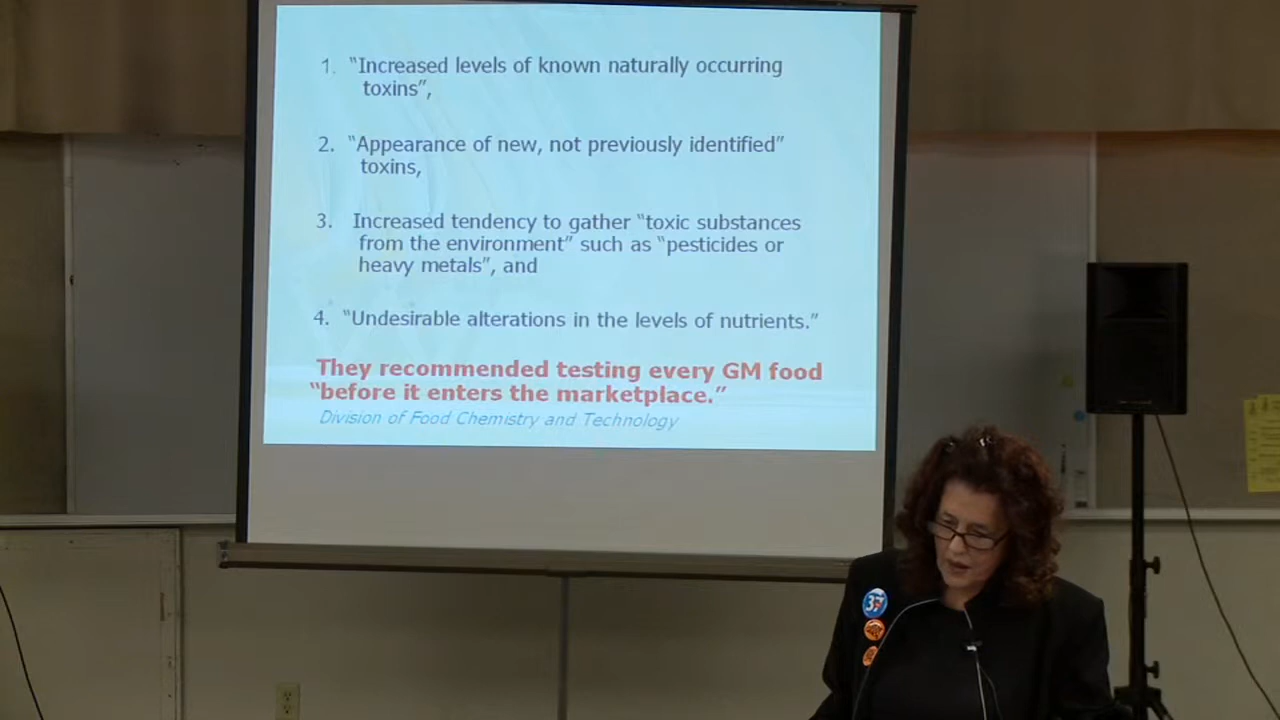 1. “Increased levels of known naturally occurring
toxins”,
2. “Appearance of new, not previously identified”
toxins,
3. Increased tendency to gather “toxic substances
from the environment” such as “pesticides or
heavy metals”, and
4. “Undesirable alterations in the levels of nutrients.”
They recommended testing every GM food
“before it enters the marketplace.”
Division of Food Chemistry and Technology
37